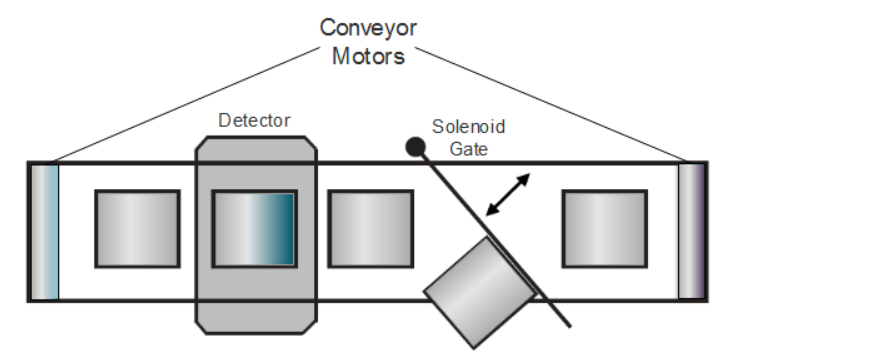 Conveyor
Motors
Detector
Solenoid
Gate